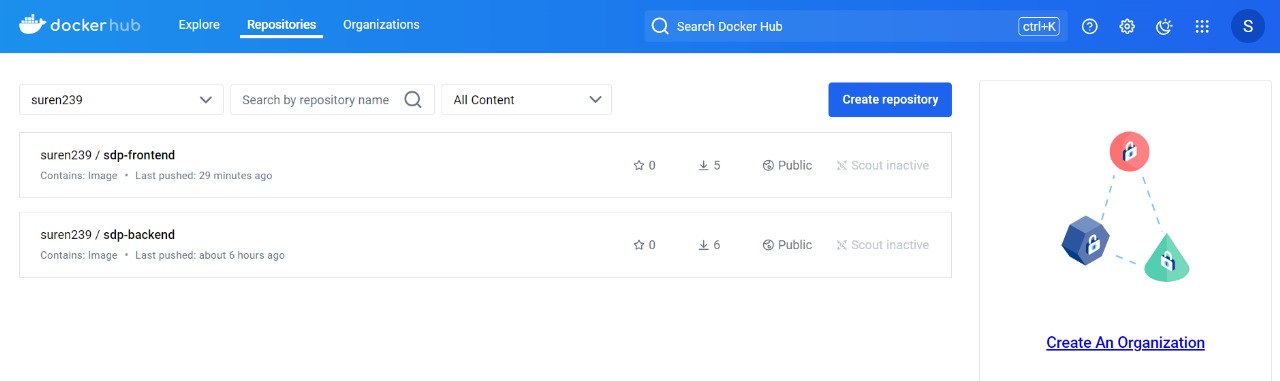 dockerhub Explore Repositories Organizations Search Docker Hub ctrl+K ? S
suren239 Search by repository name All Content Create repository
suren239 / sdp-frontend
Contains: Image • Last pushed: 29 minutes ago
0 5 Public Scout inactive
suren239 / sdp-backend
Contains: Image • Last pushed: about 6 hours ago
0 6 Public Scout inactive
Create An Organization